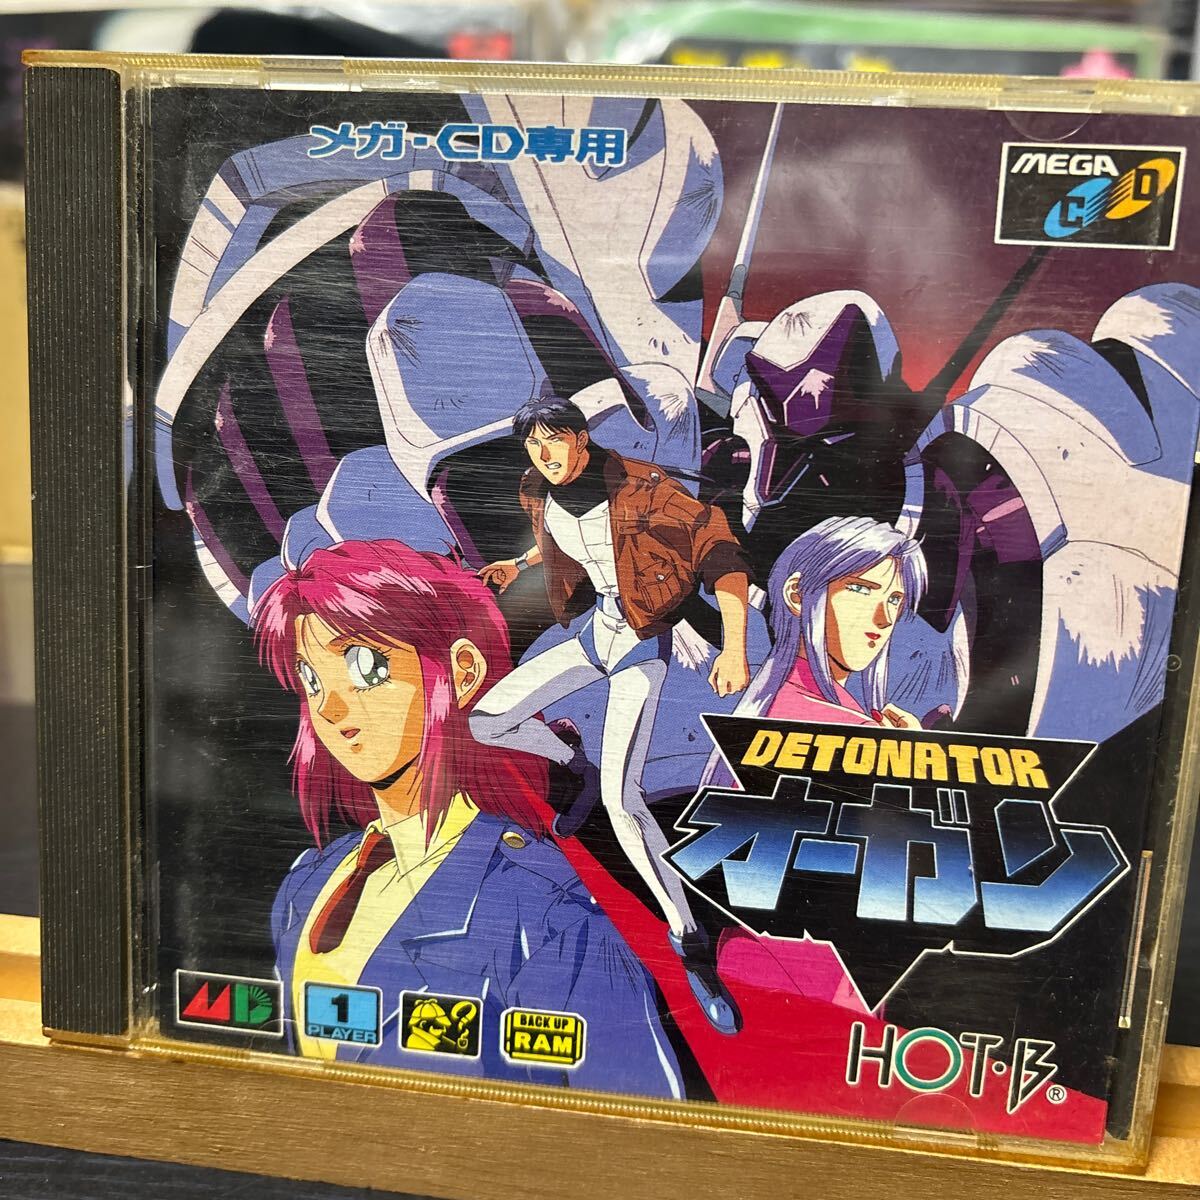 メガ・CD専用
MEGA
CD
DETONATOR
オーガン
MD
1
PLAYER
?
BACK UP
RAM
HOT・B®